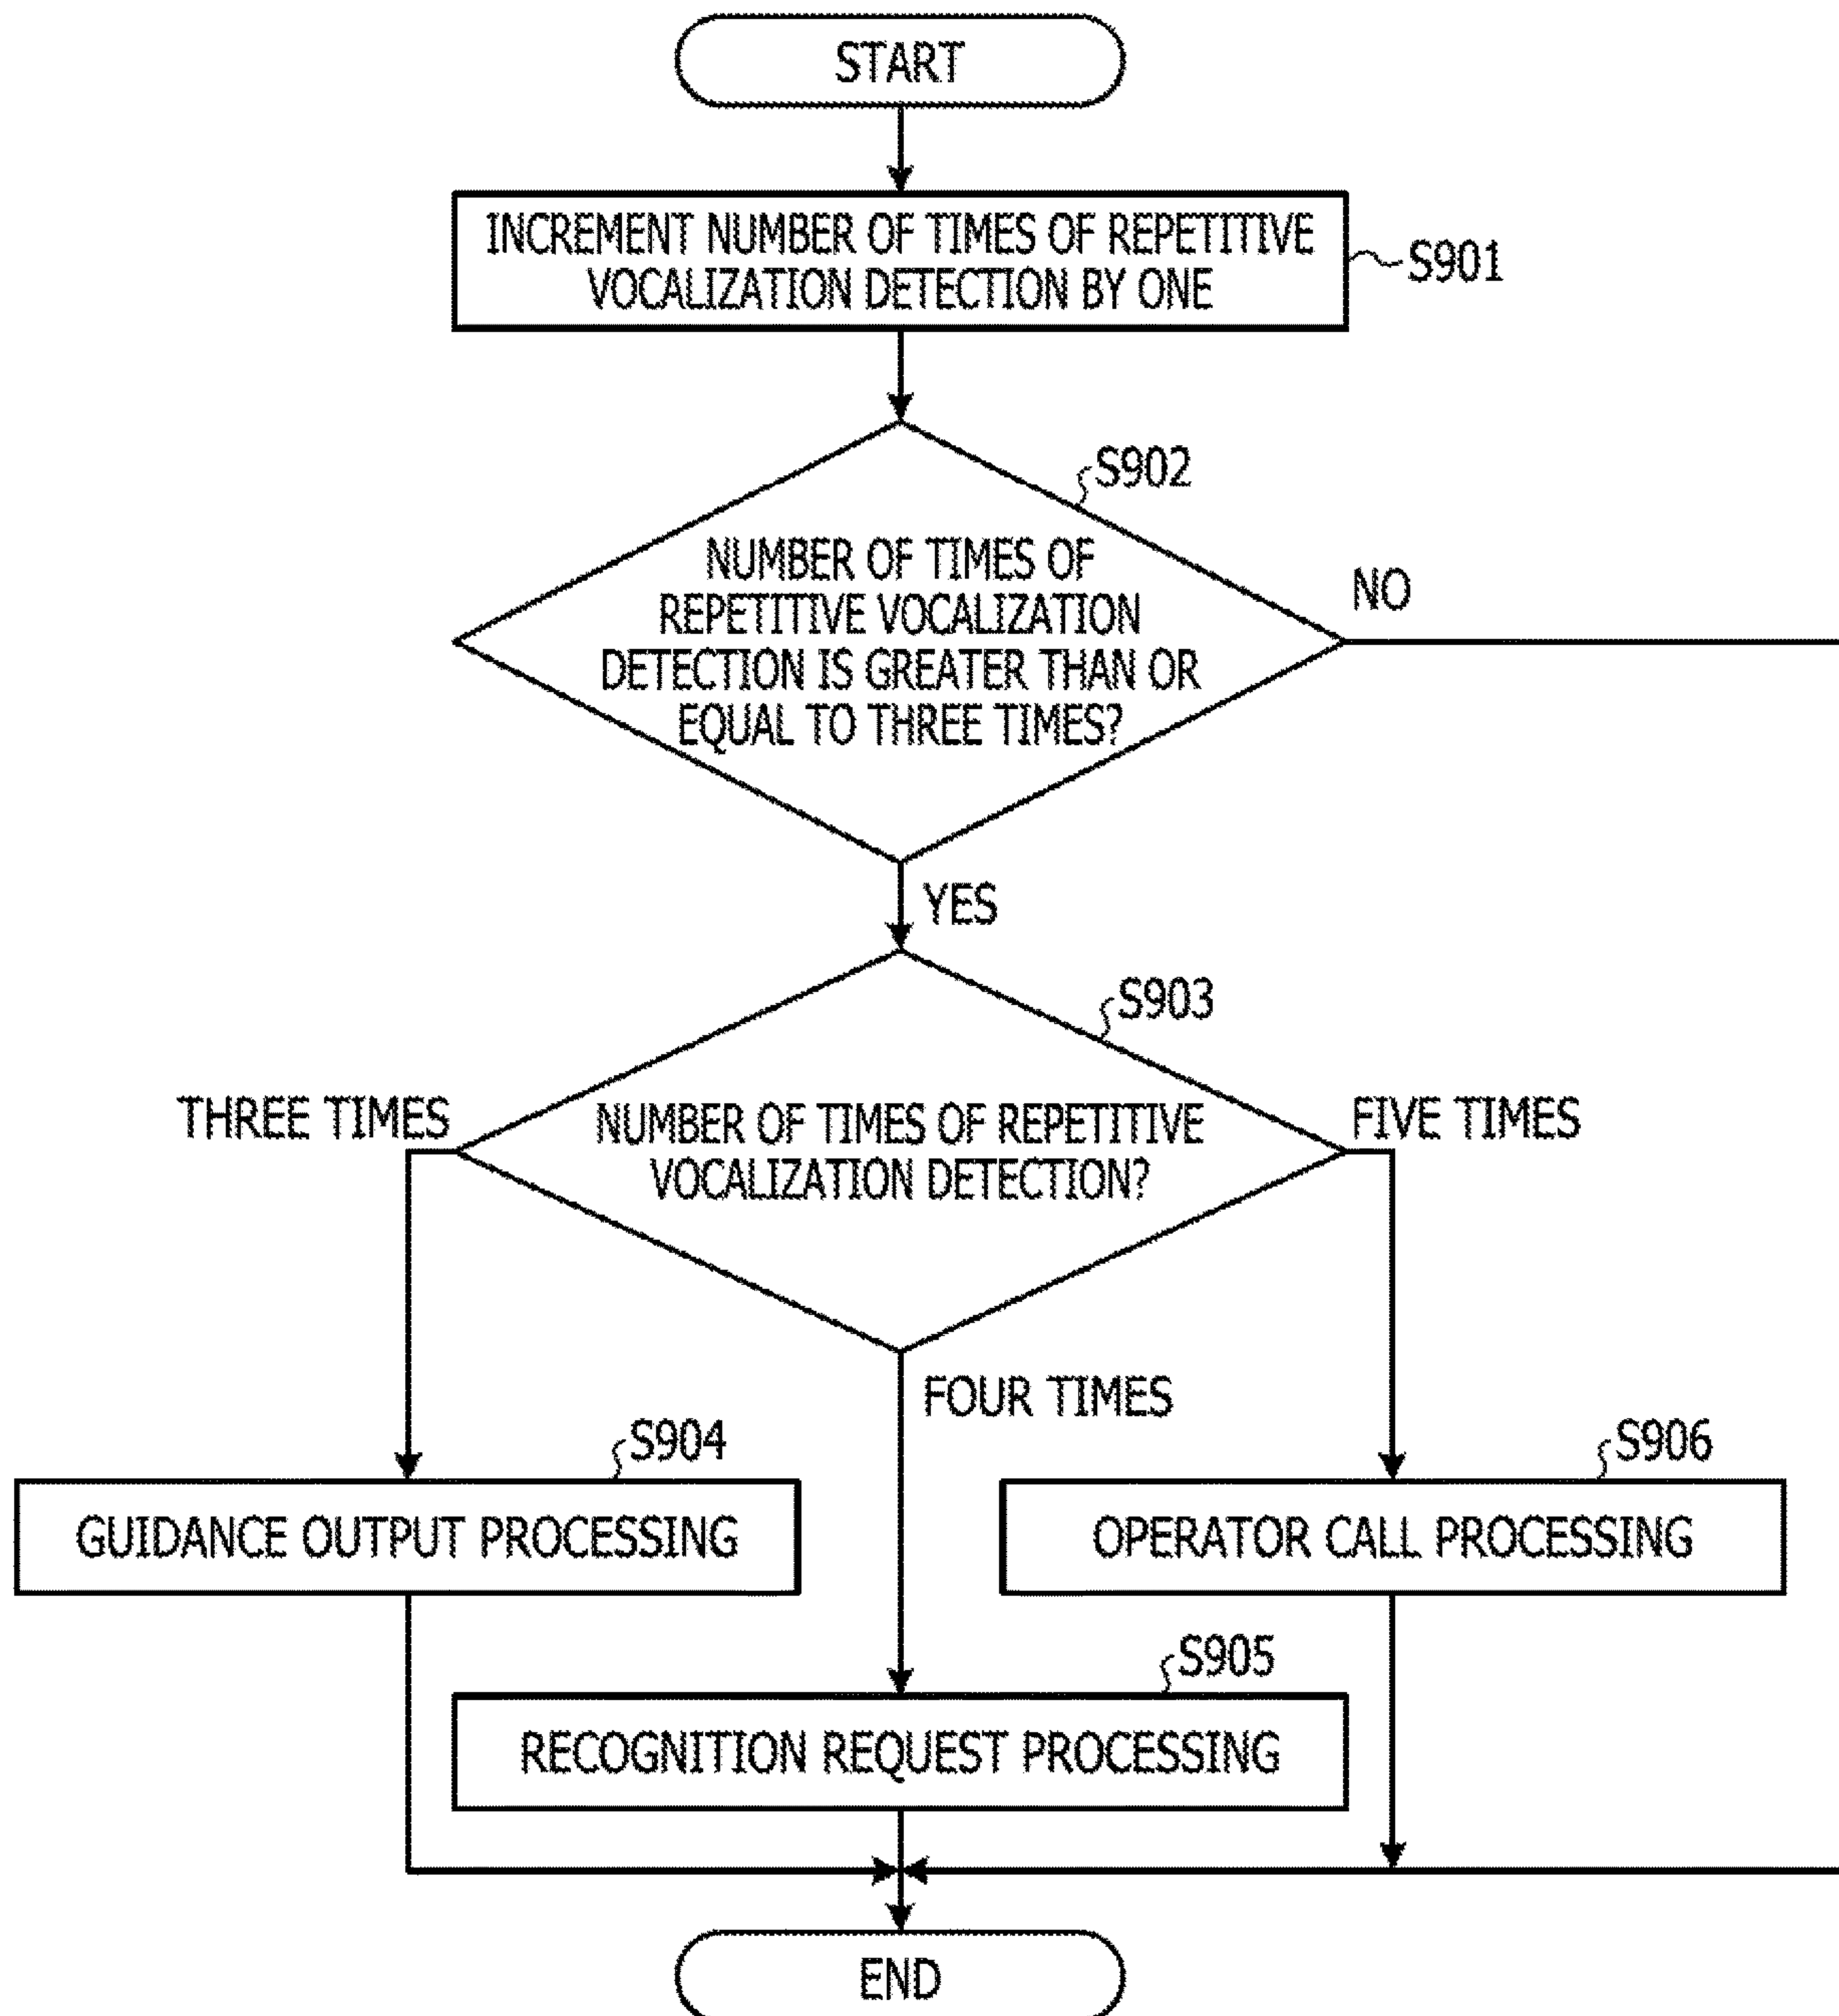 START
INCREMENT NUMBER OF TIMES OF REPETITIVE
VOCALIZATION DETECTION BY ONE
S901
S902
NUMBER OF TIMES OF
REPETITIVE VOCALIZATION
DETECTION IS GREATER THAN OR
EQUAL TO THREE TIMES?
NO
YES
S903
THREE TIMES
NUMBER OF TIMES OF REPETITIVE
VOCALIZATION DETECTION?
FIVE TIMES
FOUR TIMES
S904
GUIDANCE OUTPUT PROCESSING
S906
OPERATOR CALL PROCESSING
S905
RECOGNITION REQUEST PROCESSING
END